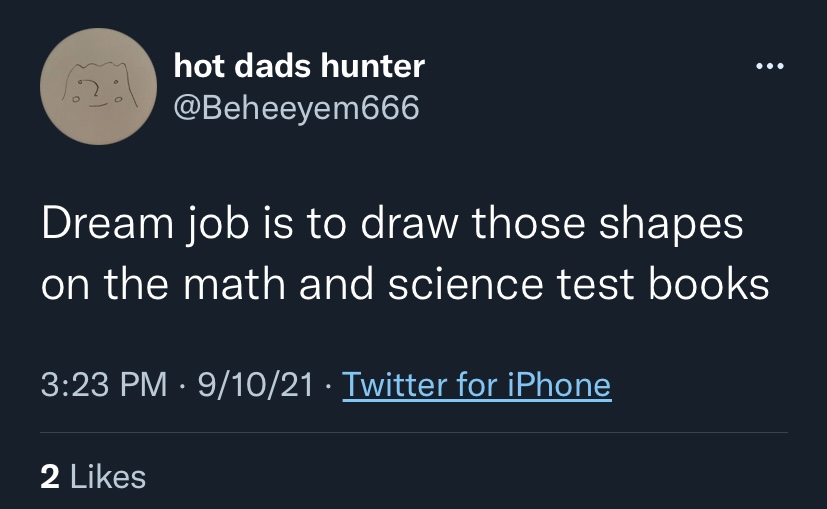 hot dads hunter
@Beheeyem666
Dream job is to draw those shapes
on the math and science test books
3:23 PM · 9/10/21 · Twitter for iPhone
2 Likes